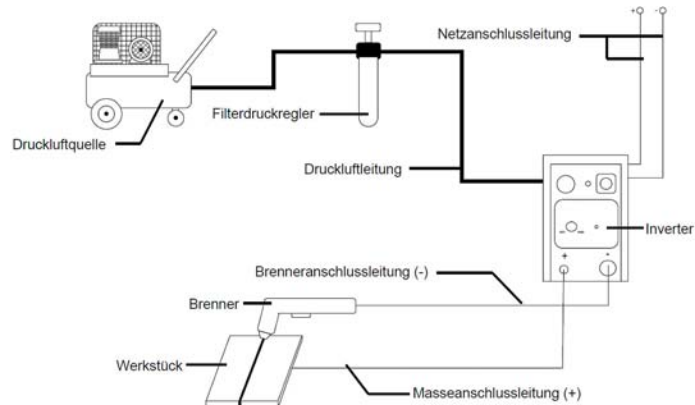 + -
Netzanschlussleitung
Filterdruckregler
Druckluftquelle
Druckluftleitung
Inverter
+ -
Brenneranschlussleitung (-)
Brenner
Werkstück
Masseanschlussleitung (+)